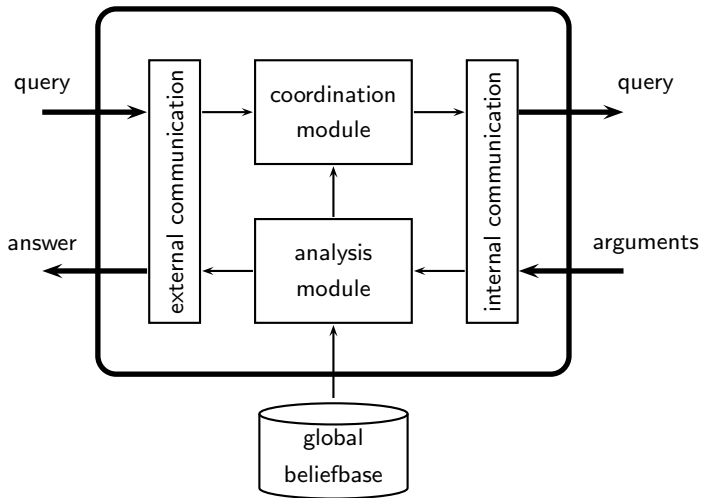 query
query
coordination
module
external communication
internal communication
answer
arguments
analysis
module
global
beliefbase